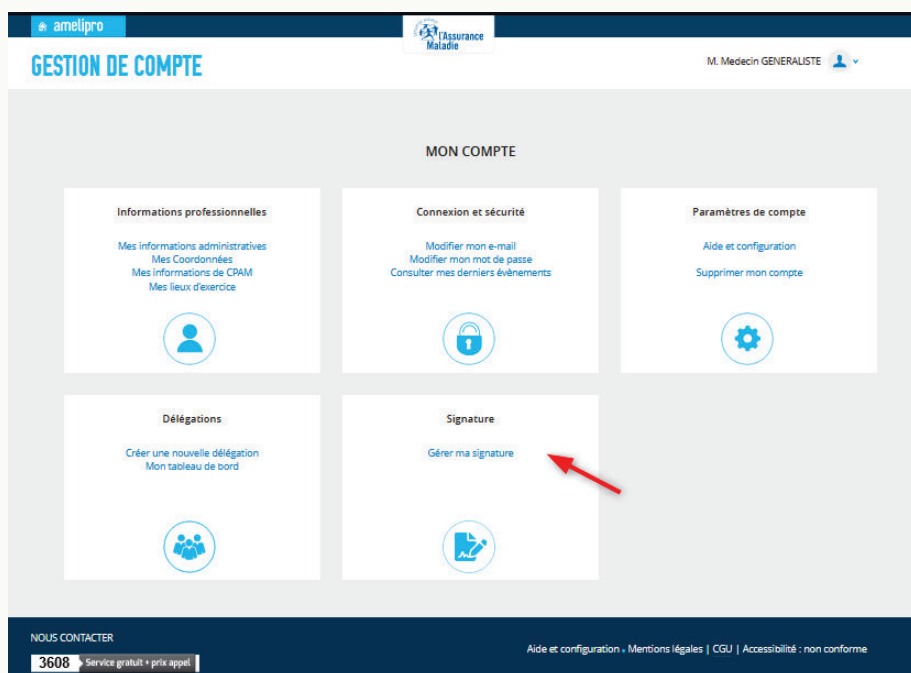 amelipro
l'Assurance
Maladie
GESTION DE COMPTE
M. Medecin GENERALISTE
MON COMPTE
Informations professionnelles
Mes informations administratives
Mes Coordonnées
Mes informations de CPAM
Mes lieux d'exercice
Connexion et sécurité
Modifier mon e-mail
Modifier mon mot de passe
Consulter mes derniers évènements
Paramètres de compte
Aide et configuration
Supprimer mon compte
Délégations
Créer une nouvelle délégation
Mon tableau de bord
Signature
Gérer ma signature
NOUS CONTACTER
3608 Service gratuit + prix appel
Aide et configuration • Mentions légales | CGU | Accessibilité : non conforme